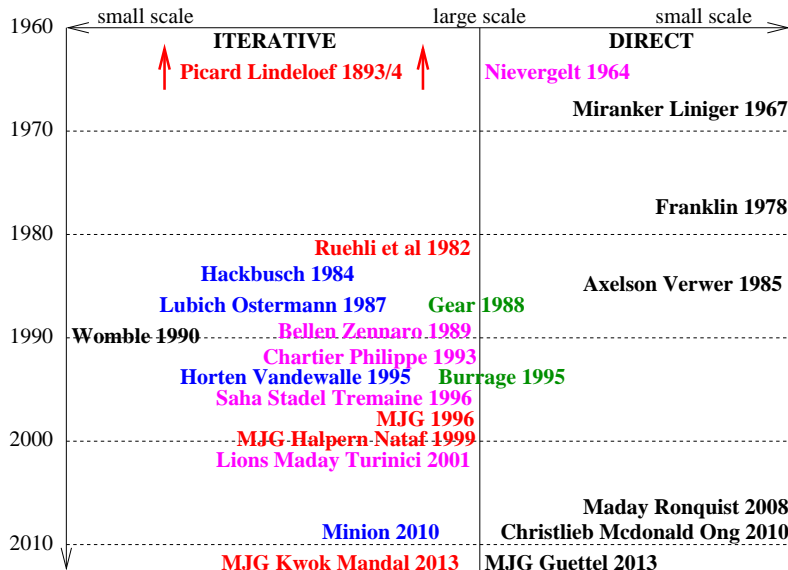 small scale large scale small scale
1960
ITERATIVE DIRECT
Picard Lindeloef 1893/4 Nievergelt 1964
Miranker Liniger 1967
1970
Franklin 1978
1980
Ruehli et al 1982
Hackbusch 1984
Axelson Verwer 1985
Lubich Ostermann 1987 Gear 1988
Bellen Zennaro 1989
1990 Womble 1990
Chartier Philippe 1993
Horten Vandewalle 1995 Burrage 1995
Saha Stadel Tremaine 1996
MJG 1996
2000 MJG Halpern Nataf 1999
Lions Maday Turinici 2001
Maday Ronquist 2008
Minion 2010 Christlieb Mcdonald Ong 2010
2010
MJG Kwok Mandal 2013 MJG Guettel 2013